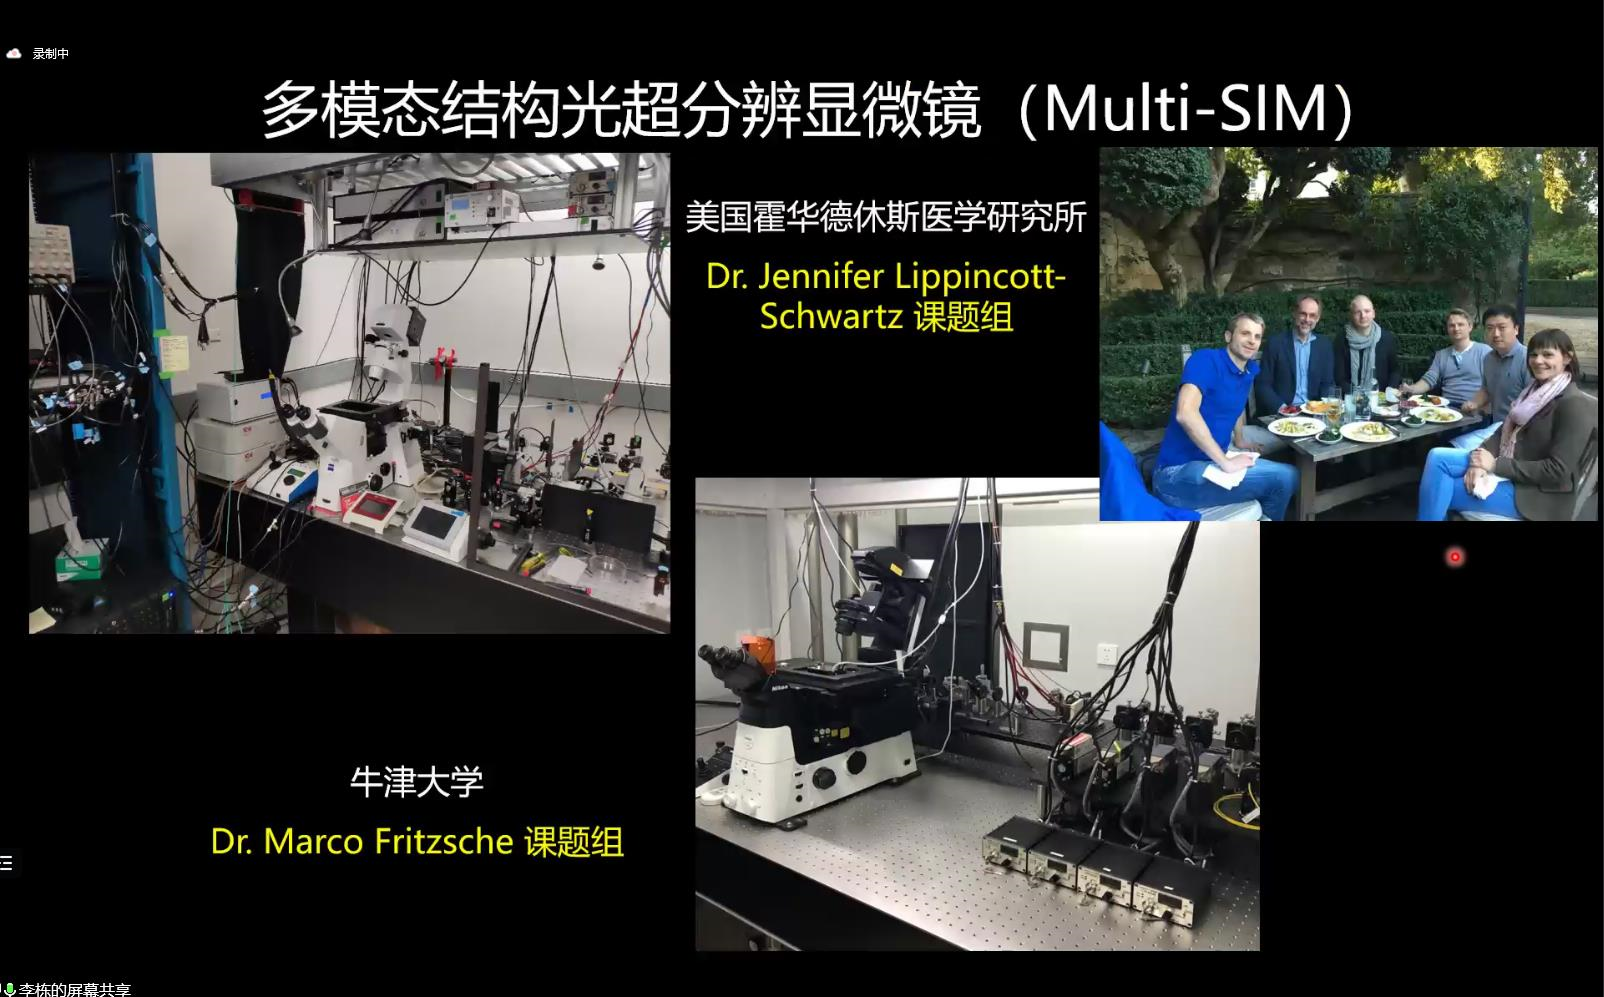 录制中
多模态结构光超分辨显微镜（Multi-SIM）
美国霍华德休斯医学研究所
Dr. Jennifer Lippincott-
Schwartz 课题组
Nikon
牛津大学
Dr. Marco Fritzsche 课题组
李栋的屏幕共享